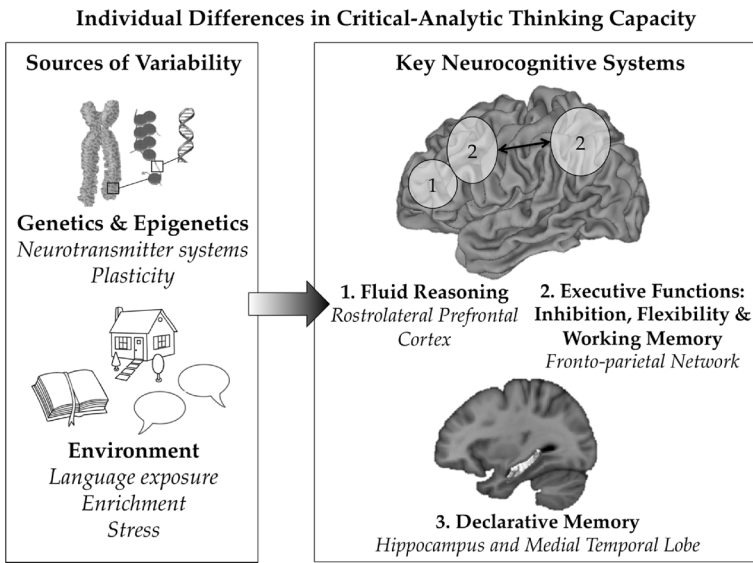 Individual Differences in Critical-Analytic Thinking Capacity
Sources of Variability
Genetics & Epigenetics
Neurotransmitter systems
Plasticity
Environment
Language exposure
Enrichment
Stress
Key Neurocognitive Systems
1
2
2
1. Fluid Reasoning
Rostrolateral Prefrontal
Cortex
2. Executive Functions:
Inhibition, Flexibility &
Working Memory
Fronto-parietal Network
3. Declarative Memory
Hippocampus and Medial Temporal Lobe